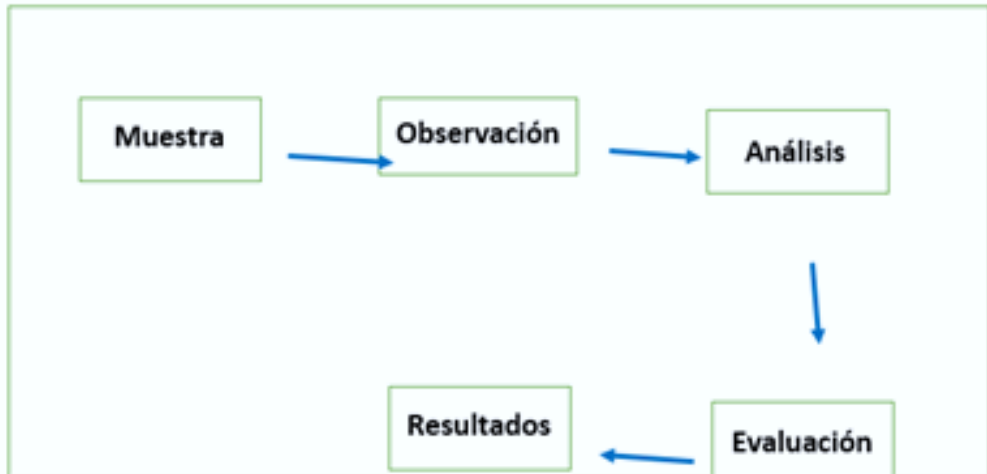 Muestra
Observación
Análisis
Evaluación
Resultados